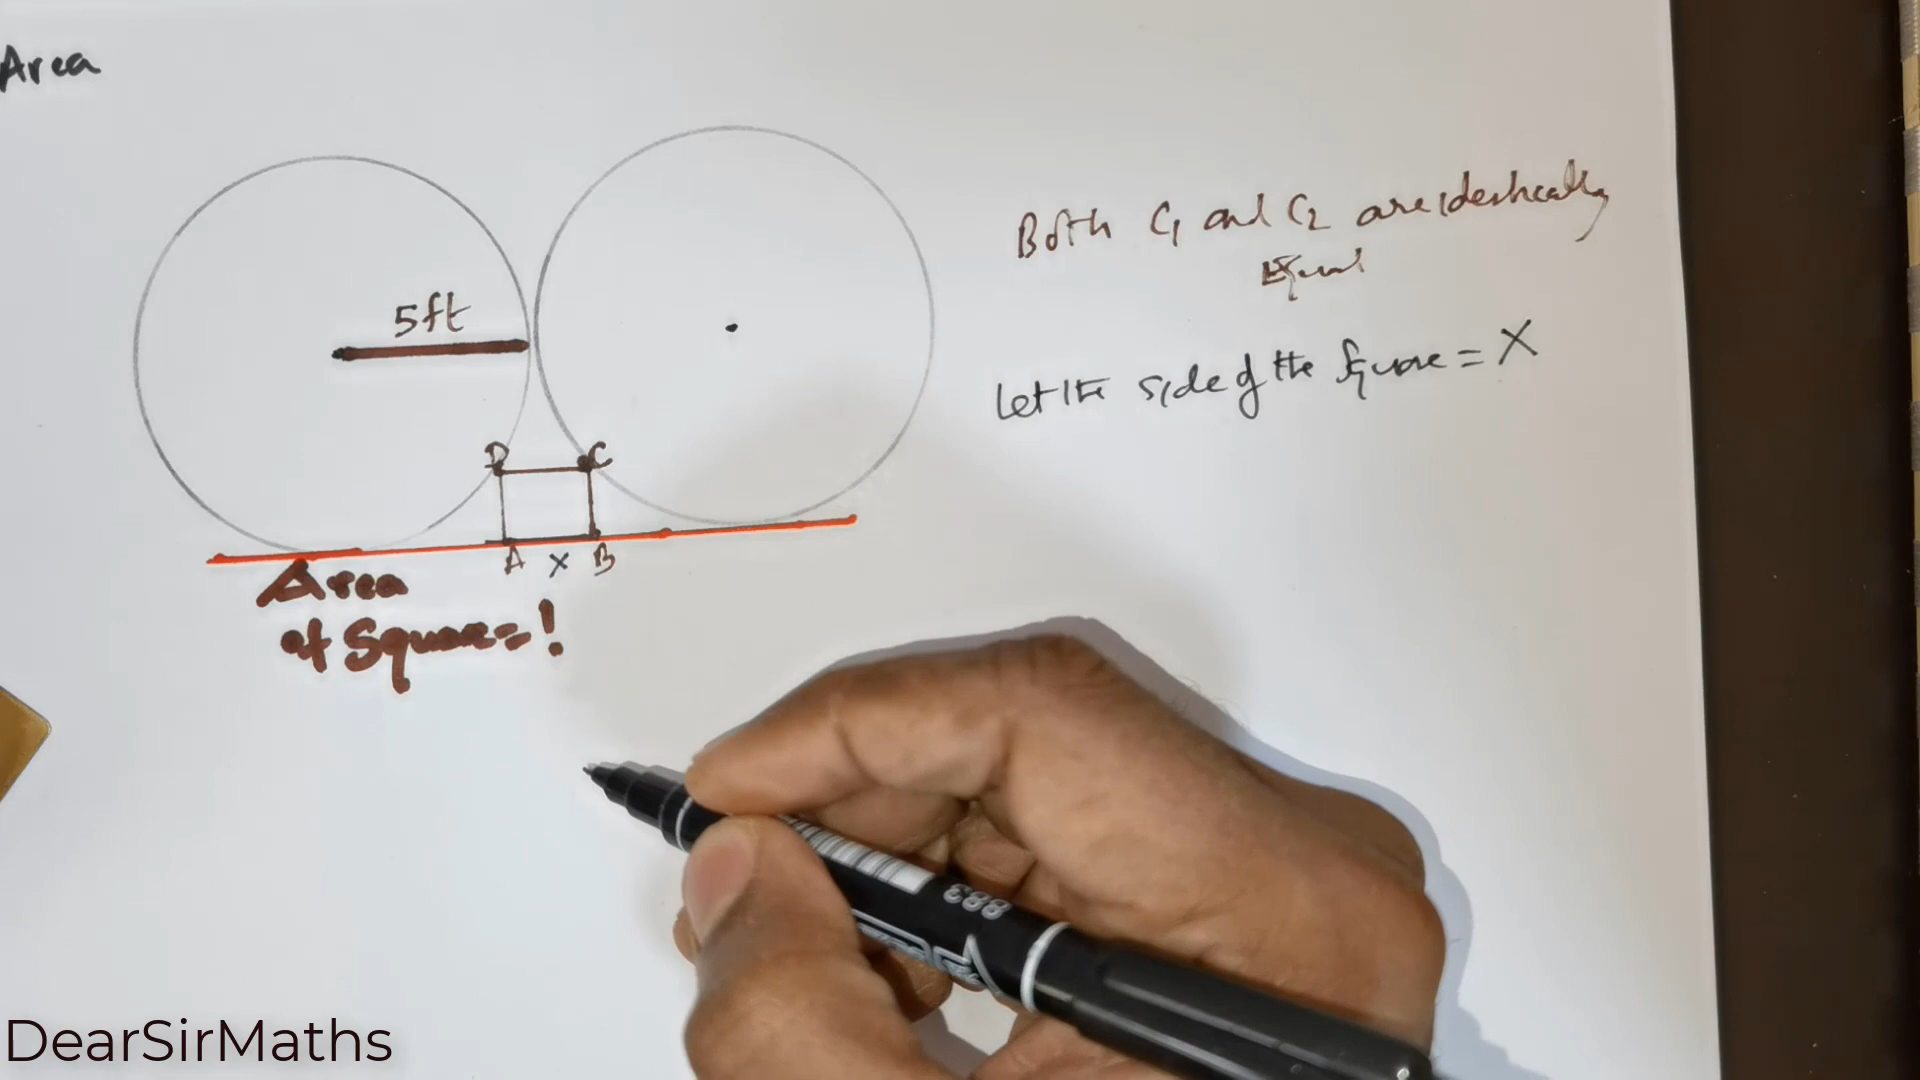 Area
Both C1 and C2 are identically
Equal
5ft
Let the side of the square = X
D
C
A
x
B
Area
of Square=!
883
DearSirMaths